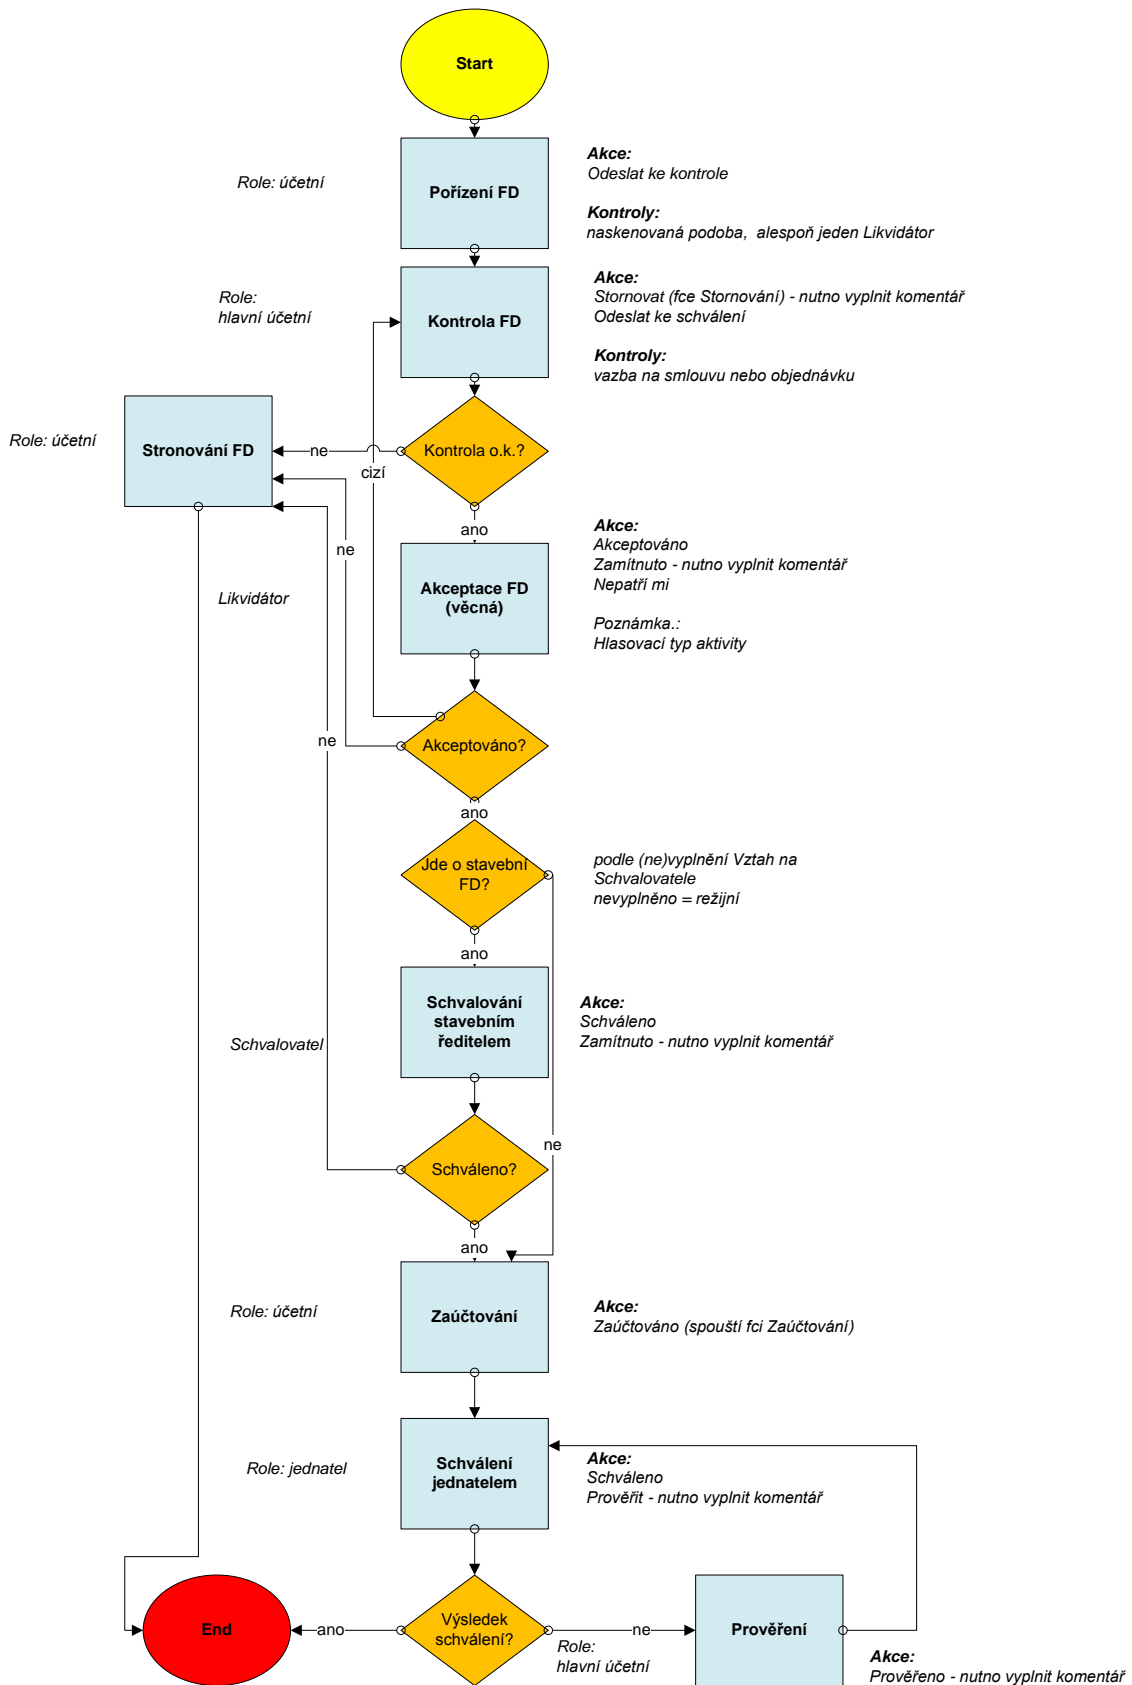 Start
Role: účetní
Pořízení FD
Akce:
Odeslat ke kontrole
Kontroly:
naskenovaná podoba,  alespoň jeden Likvidátor
Role:
hlavní účetní
Kontrola FD
Akce:
Stornovat (fce Stornování) - nutno vyplnit komentář
Odeslat ke schválení
Kontroly:
vazba na smlouvu nebo objednávku
Role: účetní
Stronování FD
ne
cizí
Kontrola o.k.?
ano
ne
Likvidátor
Akceptace FD
(věcná)
Akce:
Akceptováno
Zamítnuto - nutno vyplnit komentář
Nepatří mi
Poznámka.:
Hlasovací typ aktivity
ne
Akceptováno?
ano
Jde o stavební
FD?
podle (ne)vyplnění Vztah na
Schvalovatele
nevyplněno = režijní
ano
Schvalovatel
Schvalování
stavebním
ředitelem
Akce:
Schváleno
Zamítnuto - nutno vyplnit komentář
ne
Schváleno?
ano
Role: účetní
Zaúčtování
Akce:
Zaúčtováno (spouští fci Zaúčtování)
Role: jednatel
Schválení
jednatelem
Akce:
Schváleno
Prověřit - nutno vyplnit komentář
End
ano
Výsledek
schválení?
ne
Role:
hlavní účetní
Prověření
Akce:
Prověřeno - nutno vyplnit komentář